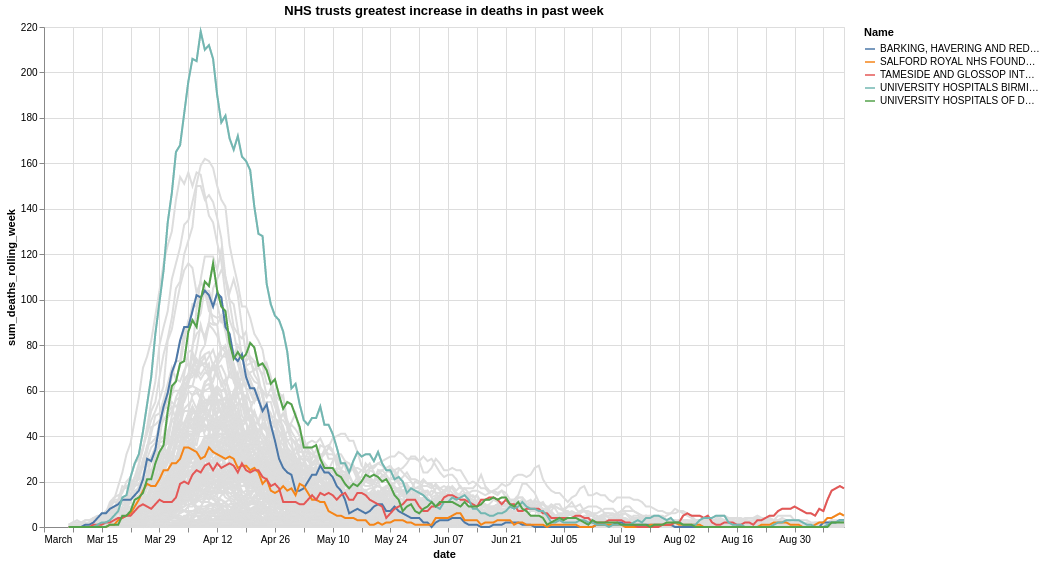 NHS trusts greatest increase in deaths in past week
Name
BARKING, HAVERING AND RED…
SALFORD ROYAL NHS FOUND…
TAMESIDE AND GLOSSOP INT…
UNIVERSITY HOSPITALS BIRMI…
UNIVERSITY HOSPITALS OF D…
220
200
180
160
140
120
100
80
60
40
20
0
sum_deaths_rolling_week
March
Mar 15
Mar 29
Apr 12
Apr 26
May 10
May 24
Jun 07
Jun 21
Jul 05
Jul 19
Aug 02
Aug 16
Aug 30
date